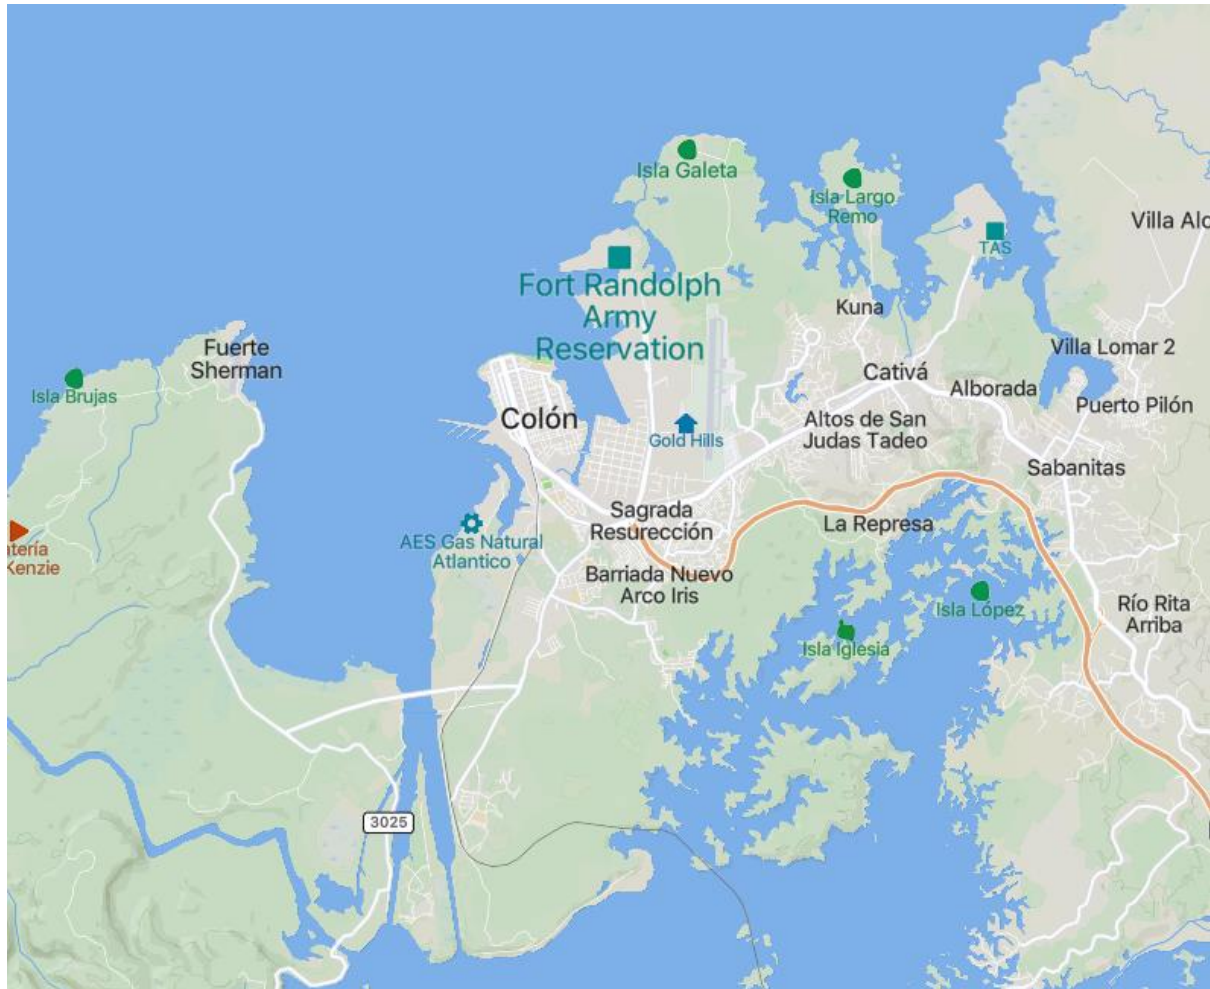 Isla Galeta
Isla Largo
Remo
Villa Alc
TAS
Fort Randolph
Army
Reservation
Kuna
Fuerte
Sherman
Villa Lomar 2
Isla Brujas
Cativá
Alborada
Puerto Pilón
Colón
Gold Hills
Altos de San
Judas Tadeo
Sabanitas
Sagrada
Resurección
La Represa
AES Gas Natural
Atlantico
ntería
Kenzie
Barriada Nuevo
Arco Iris
Isla López
Río Rita
Arriba
Isla Iglesia
3025